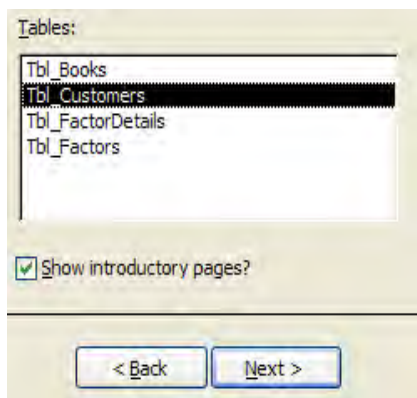 Tables:
Tbl_Books
Tbl_Customers
Tbl_FactorDetails
Tbl_Factors
Show introductory pages?
< Back Next >